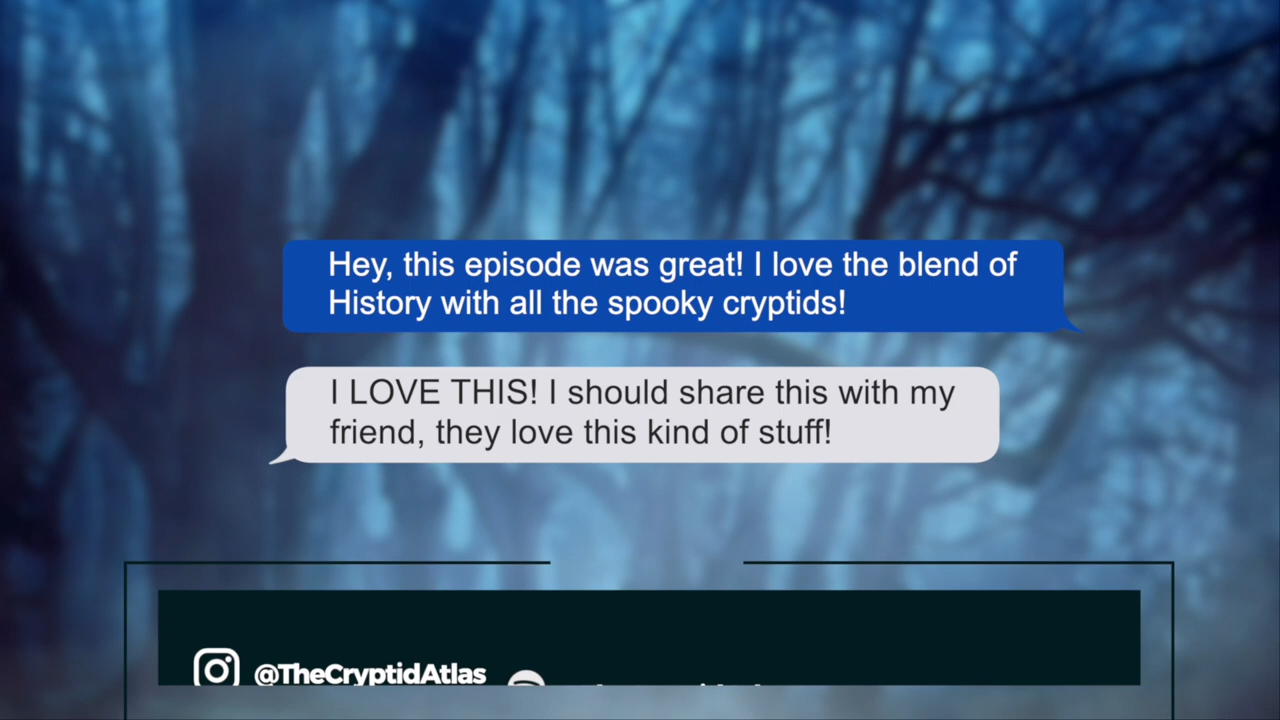 Hey, this episode was great! I love the blend of
History with all the spooky cryptids!
I LOVE THIS! I should share this with my
friend, they love this kind of stuff!
@TheCryptidAtlas